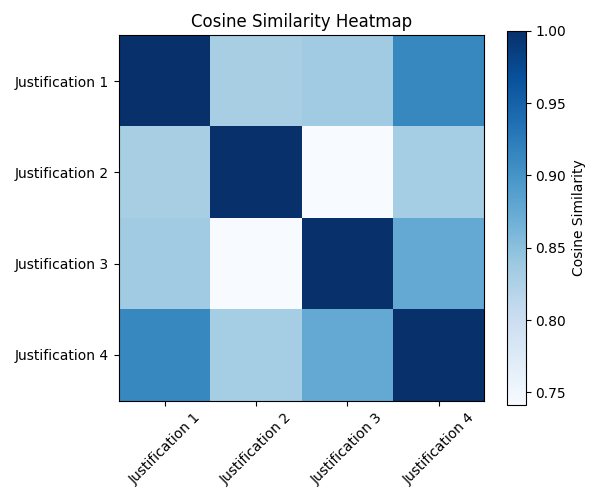 Cosine Similarity Heatmap
Justification 1
Justification 2
Justification 3
Justification 4
Justification 1
Justification 2
Justification 3
Justification 4
1.00
0.95
0.90
0.85
0.80
0.75
Cosine Similarity